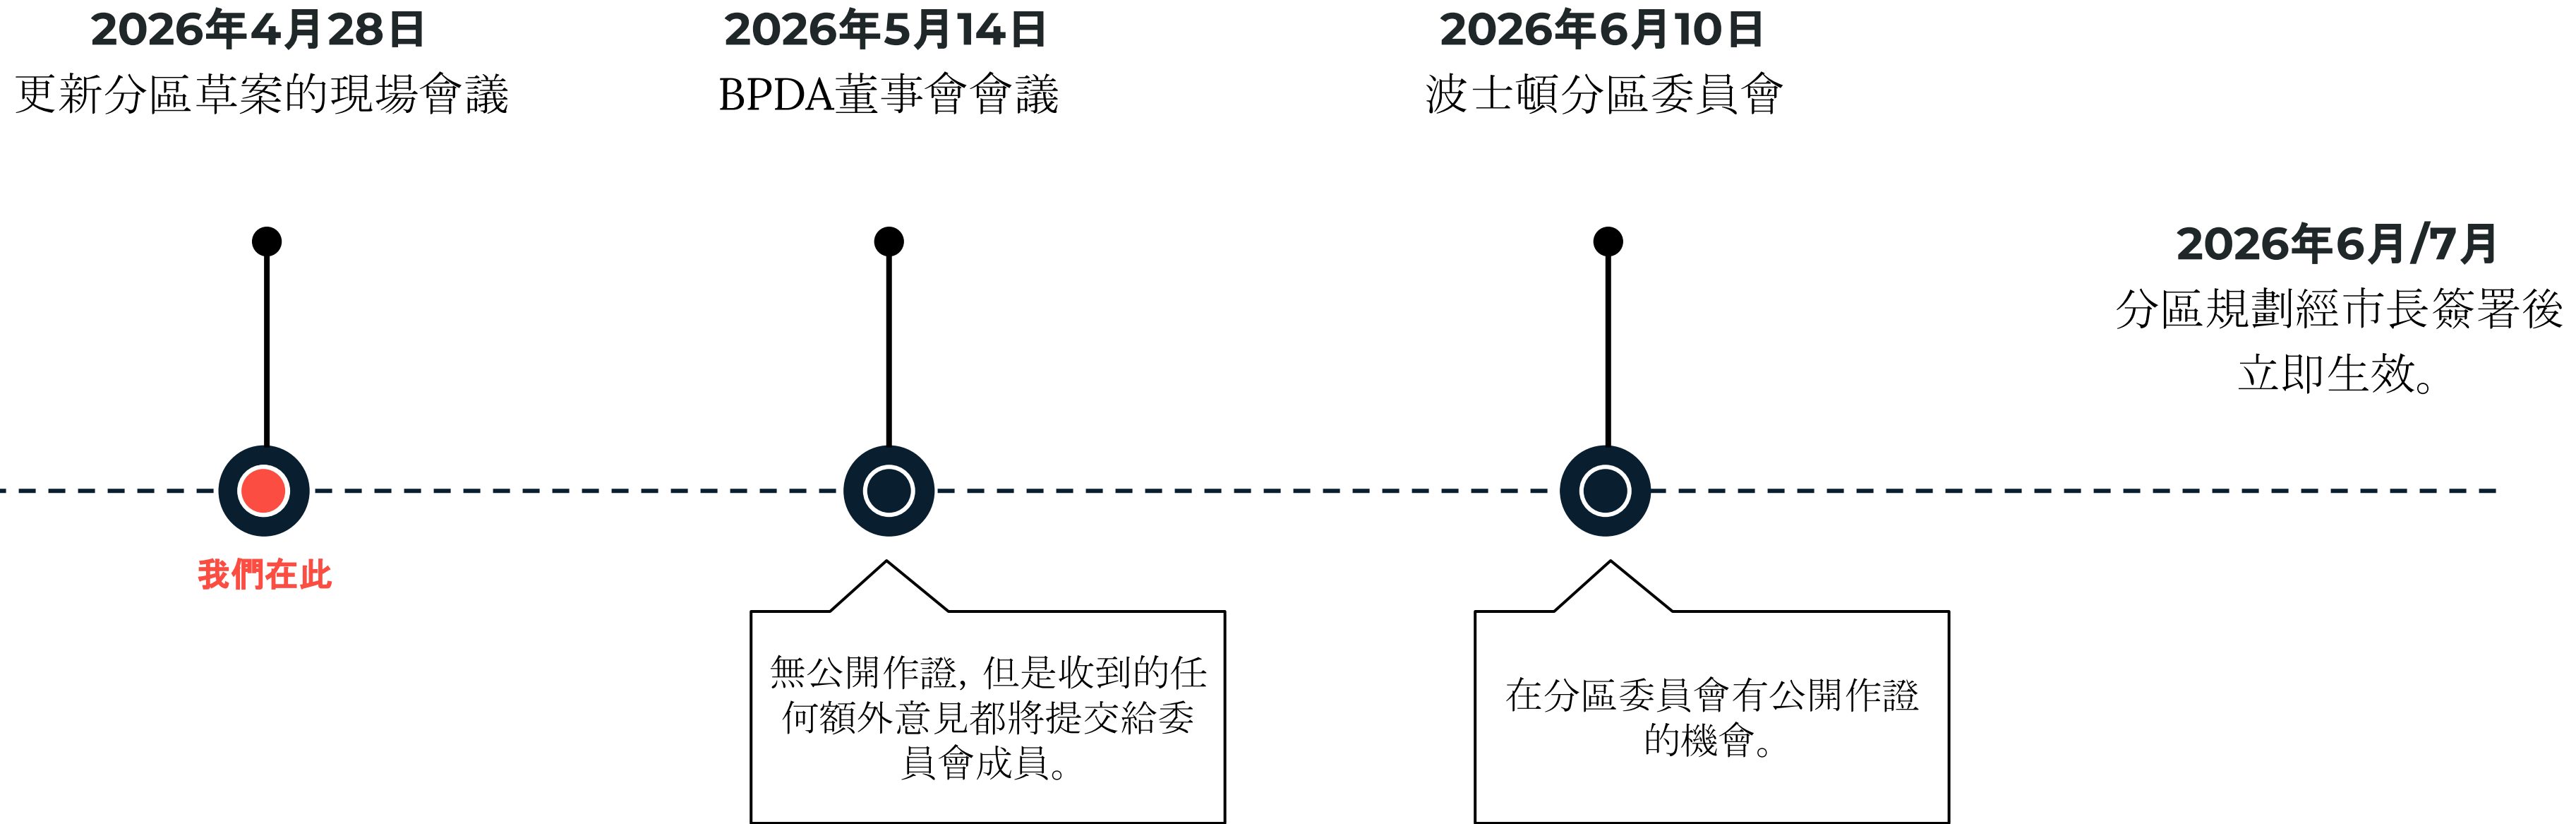 2026年4月28日
更新分區草案的現場會議
2026年5月14日
BPDA董事會會議
2026年6月10日
波士頓分區委員會
2026年6月/7月
分區規劃經市長簽署後
立即生效。
我們在此
無公開作證, 但是收到的任
何額外意見都將提交給委
員會成員。
在分區委員會有公開作證
的機會。